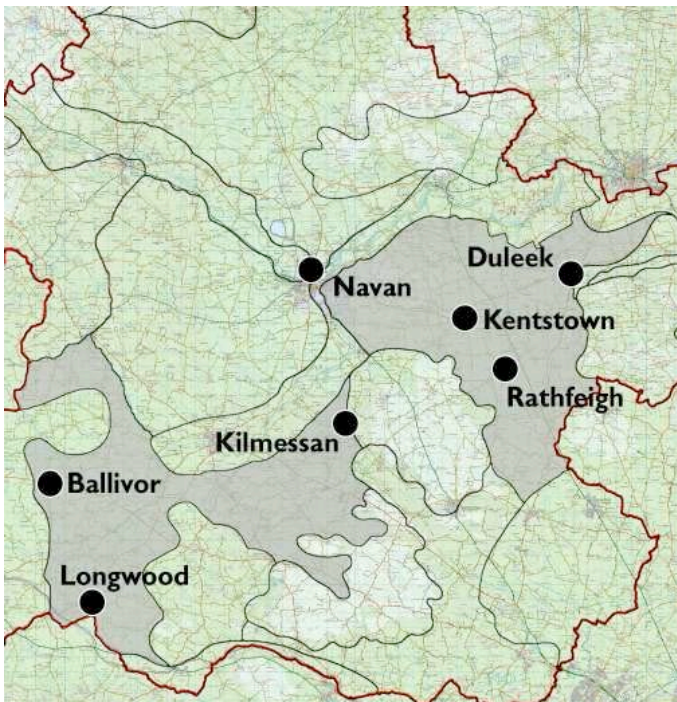 Duleek
Navan
Kentstown
Rathfeigh
Kilmessan
Ballivor
Longwood